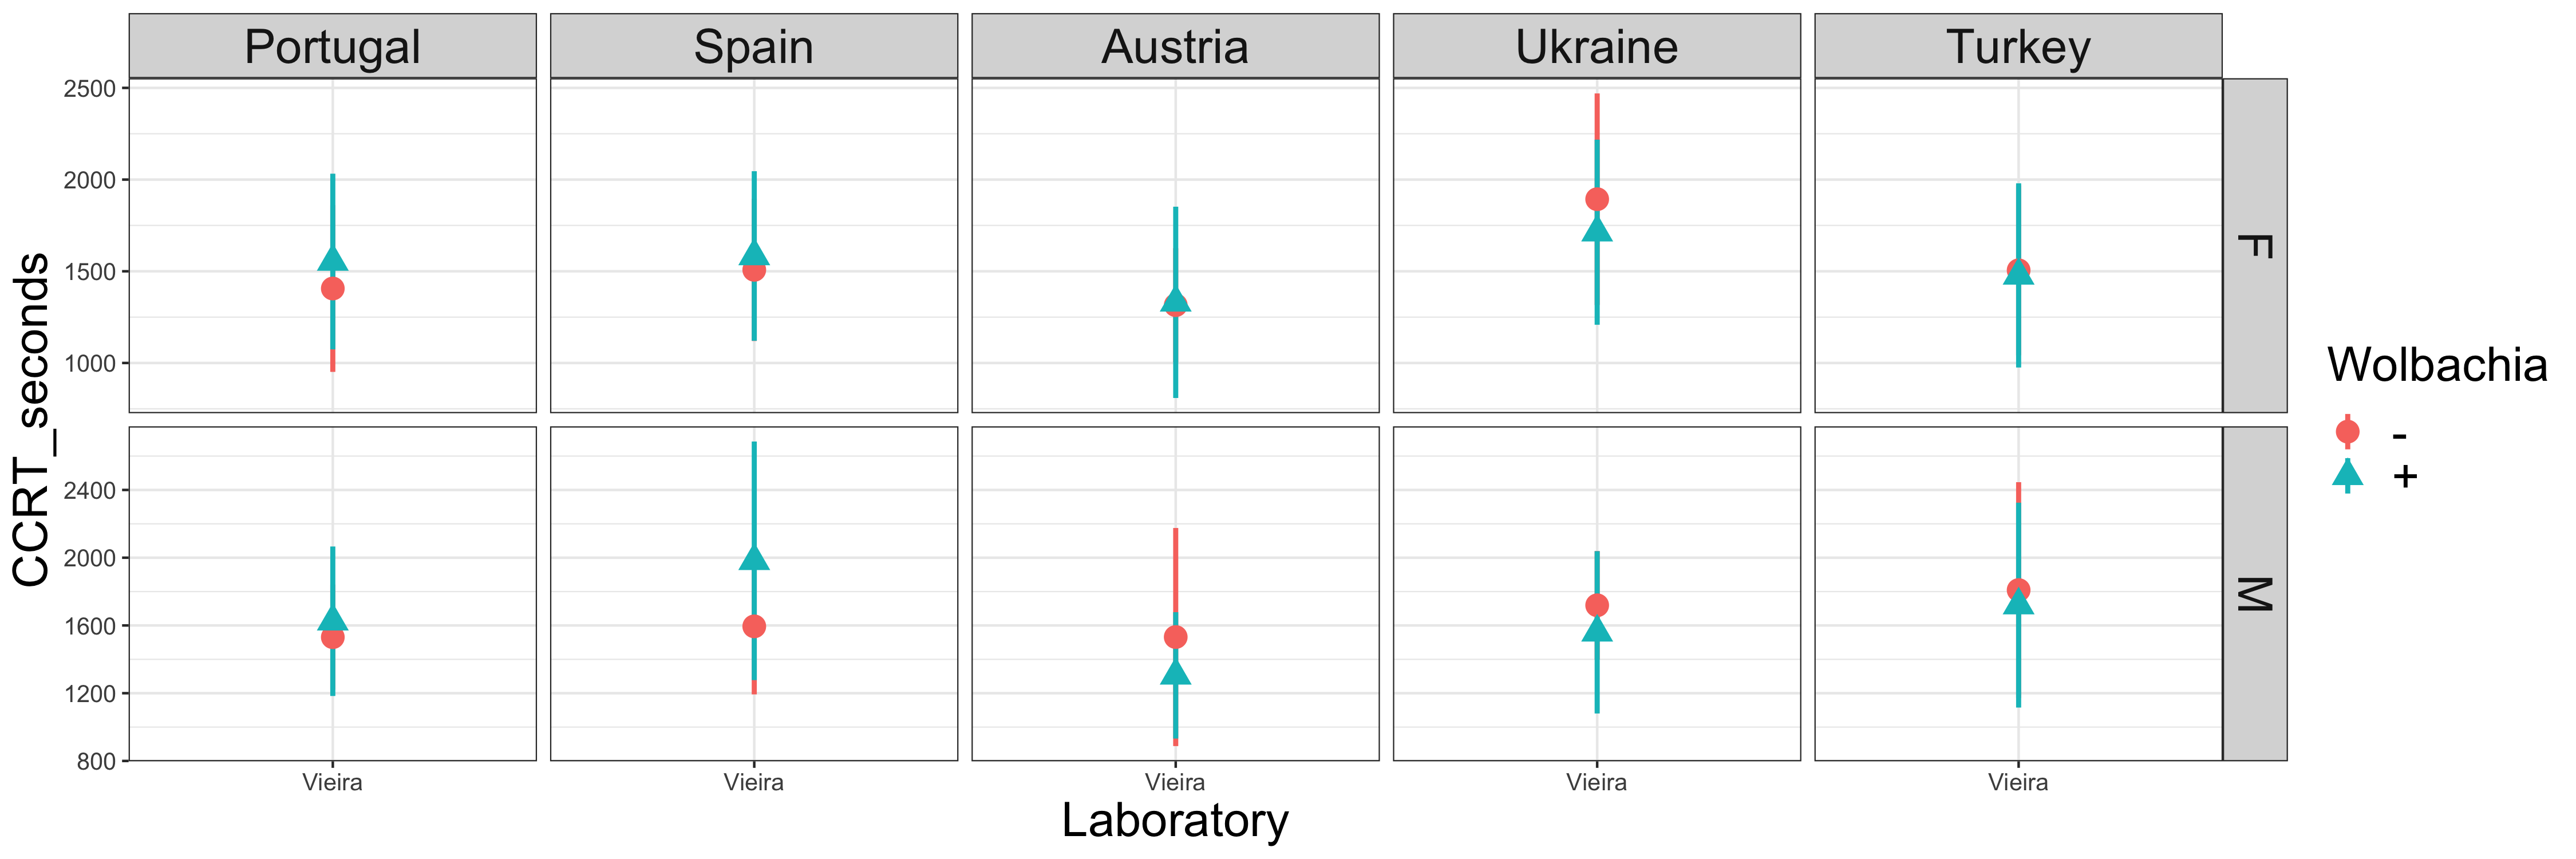 Portugal Spain Austria Ukraine Turkey
2500
2000
1500
1000
F
2400
2000
1600
1200
800
M
CCRT_seconds
Vieira Vieira Vieira Vieira Vieira
Laboratory
Wolbachia
-
+